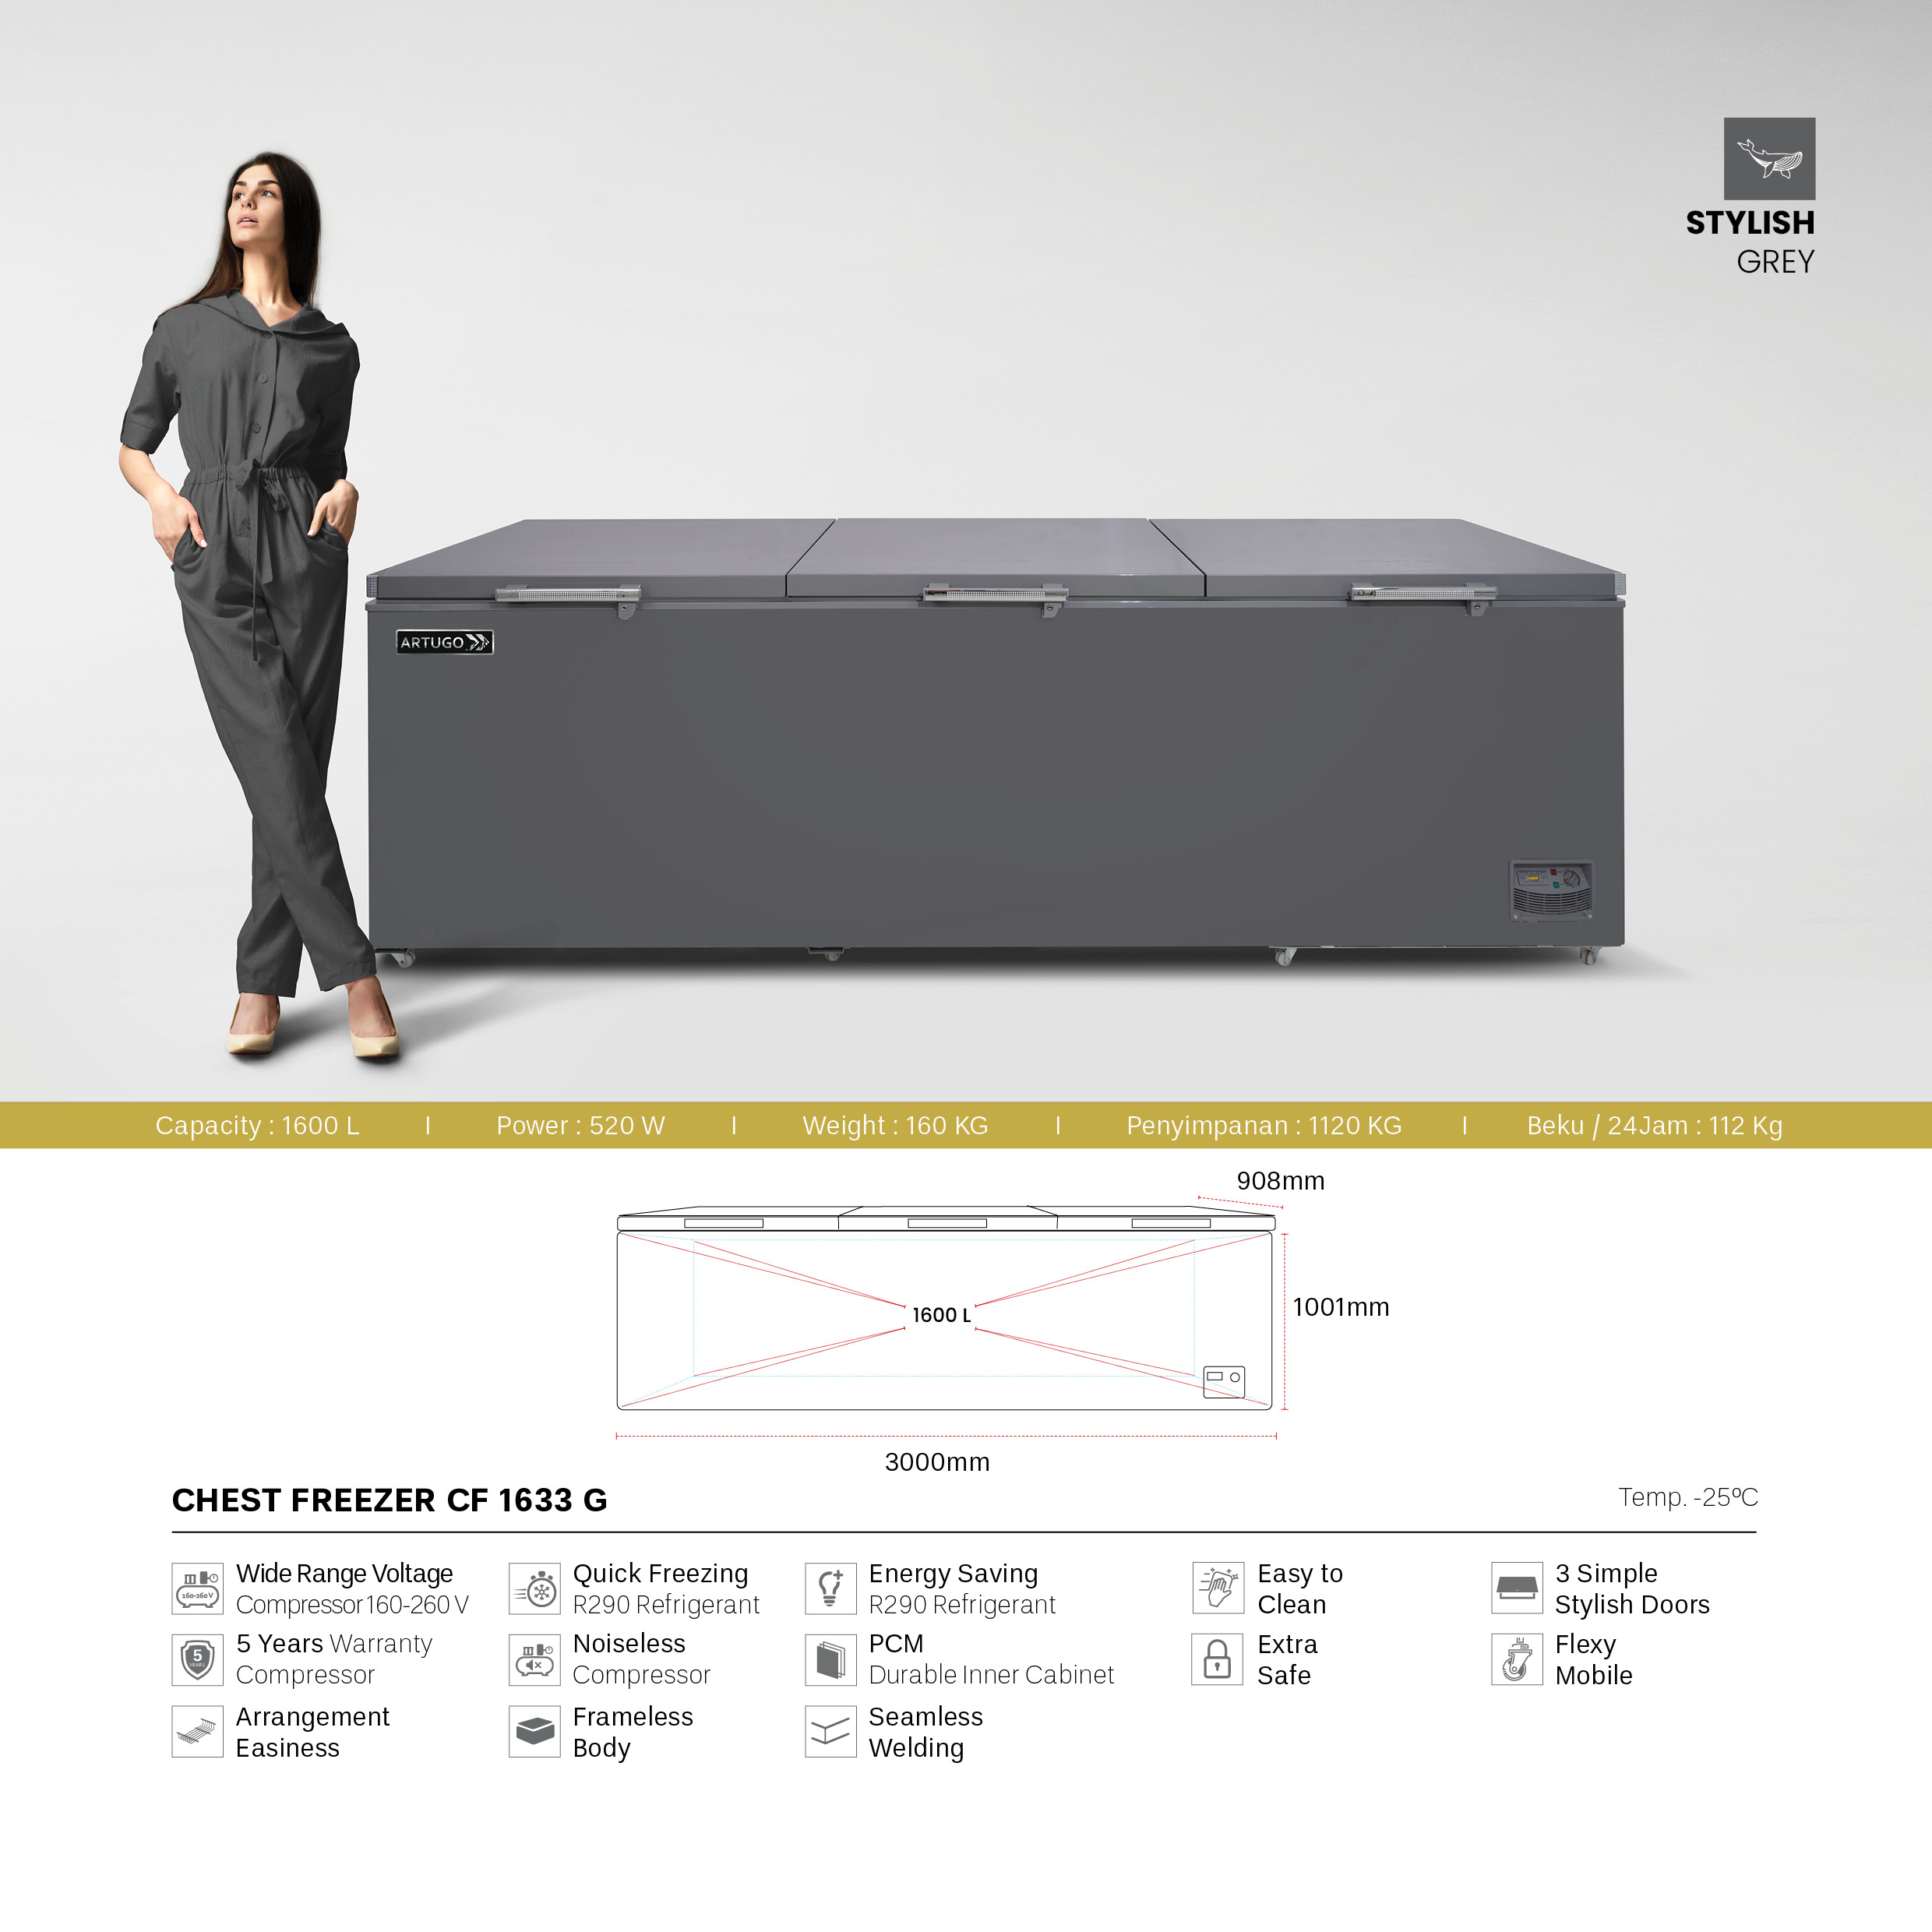 STYLISH
GREY
ARTUGO
Capacity : 1600 L | Power : 520 W | Weight : 160 KG | Penyimpanan : 1120 KG | Beku / 24Jam : 112 Kg
908mm
1600 L
1001mm
3000mm
CHEST FREEZER CF 1633 G
Temp. -25ºC
160-260 V
Wide Range Voltage
Compressor 160-260 V
Quick Freezing
R290 Refrigerant
Energy Saving
R290 Refrigerant
Easy to
Clean
3 Simple
Stylish Doors
5
5 Years Warranty
Compressor
Noiseless
Compressor
PCM
Durable Inner Cabinet
Extra
Safe
Flexy
Mobile
Arrangement
Easiness
Frameless
Body
Seamless
Welding